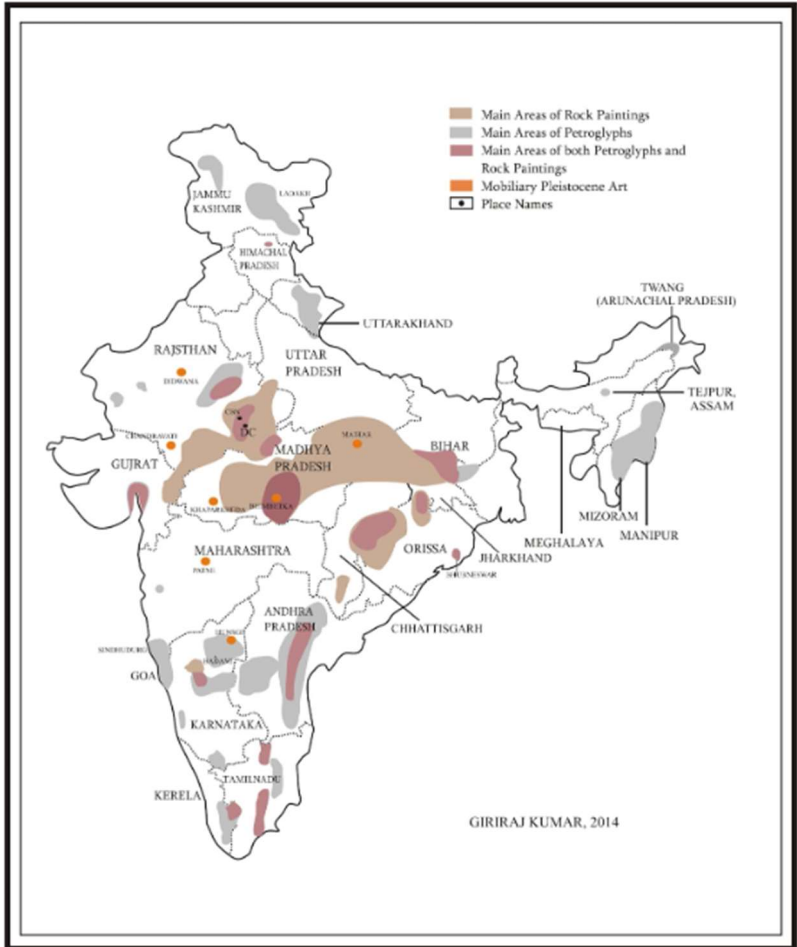 Main Areas of Rock Paintings
Main Areas of Petroglyphs
Main Areas of both Petroglyphs and
Rock Paintings
Mobiliary Pleistocene Art
Place Names
JAMMU
KASHMIR
LADAKH
HIMACHAL
PRADESH
TWANG
(ARUNACHAL PRADESH)
UTTARAKHAND
RAJSTHAN
UTTAR
PRADESH
DIDWANA
TEJPUR,
ASSAM
DC
CHANDRAVATI
MAIHAR
BIHAR
GUJRAT
MADHYA
PRADESH
BHIMBETKA
MIZORAM
MANIPUR
MEGHALAYA
MAHARASHTRA
ORISSA
JHARKHAND
PATNE
BHUBNESWAR
ANDHRA
PRADESH
CHHATTISGARH
SINDHUDURG
GOA
KARNATAKA
TAMILNADU
KERELA
GIRIRAJ KUMAR, 2014